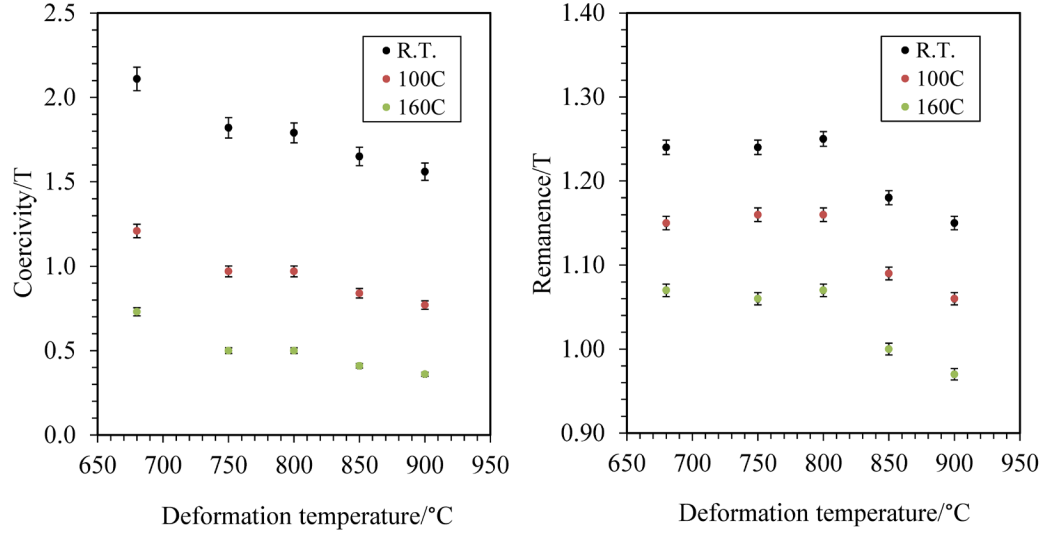 2.5
2.0
1.5
1.0
0.5
0.0
Coercivity/T
R.T.
100C
160C
650 700 750 800 850 900 950
Deformation temperature/°C
1.40
1.30
1.20
1.10
1.00
0.90
Remanence/T
R.T.
100C
160C
650 700 750 800 850 900 950
Deformation temperature/°C